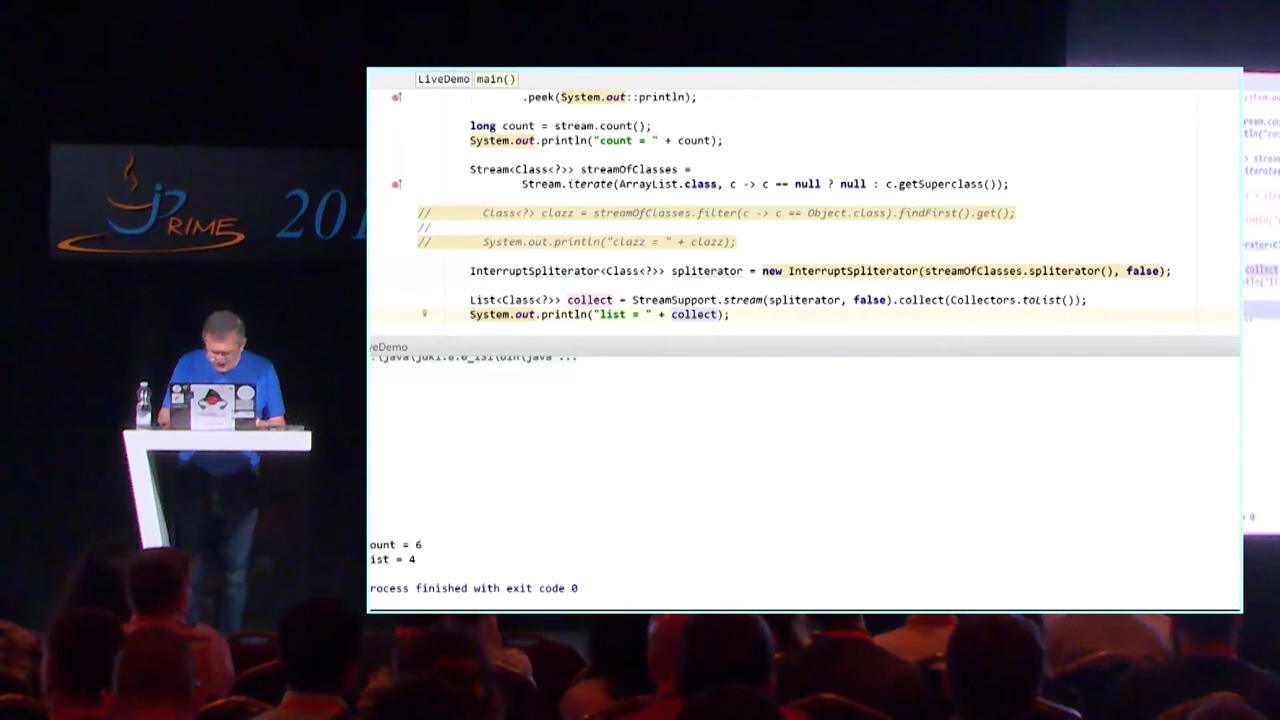 LiveDemo main()
.peek(System.out::println);
long count = stream.count();
System.out.println("count = " + count);
Stream<Class<?>> streamOfClasses =
Stream.iterate(ArrayList.class, c -> c == null ? null : c.getSuperclass());
// Class<?> clazz = streamOfClasses.filter(c -> c == Object.class).findFirst().get();
//
// System.out.println("clazz = " + clazz);
InterruptSpliterator<Class<?>> spliterator = new InterruptSpliterator(streamOfClasses.spliterator(), false);
List<Class<?>> collect = StreamSupport.stream(spliterator, false).collect(Collectors.toList());
System.out.println("list = " + collect);
eDemo
ount = 6
ist = 4
rocess finished with exit code 0
JPRIME 201